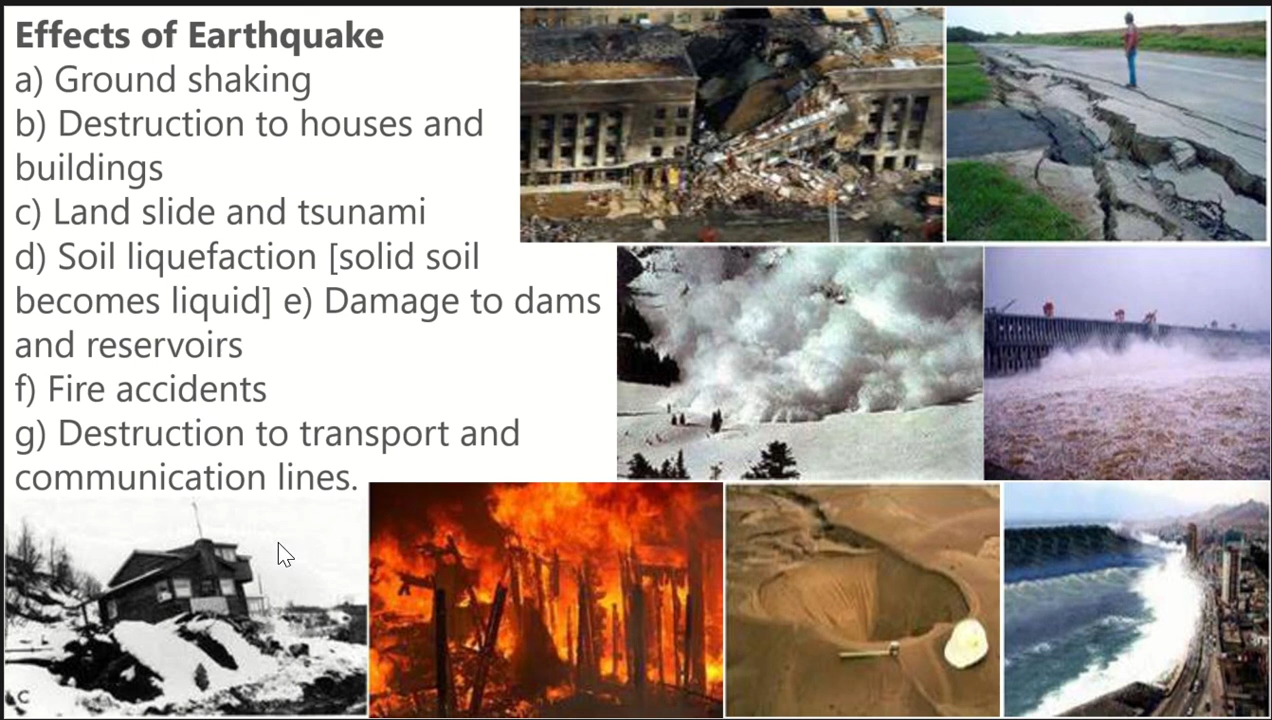 Effects of Earthquake
a) Ground shaking
b) Destruction to houses and
buildings
c) Land slide and tsunami
d) Soil liquefaction [solid soil
becomes liquid] e) Damage to dams
and reservoirs
f) Fire accidents
g) Destruction to transport and
communication lines.
C